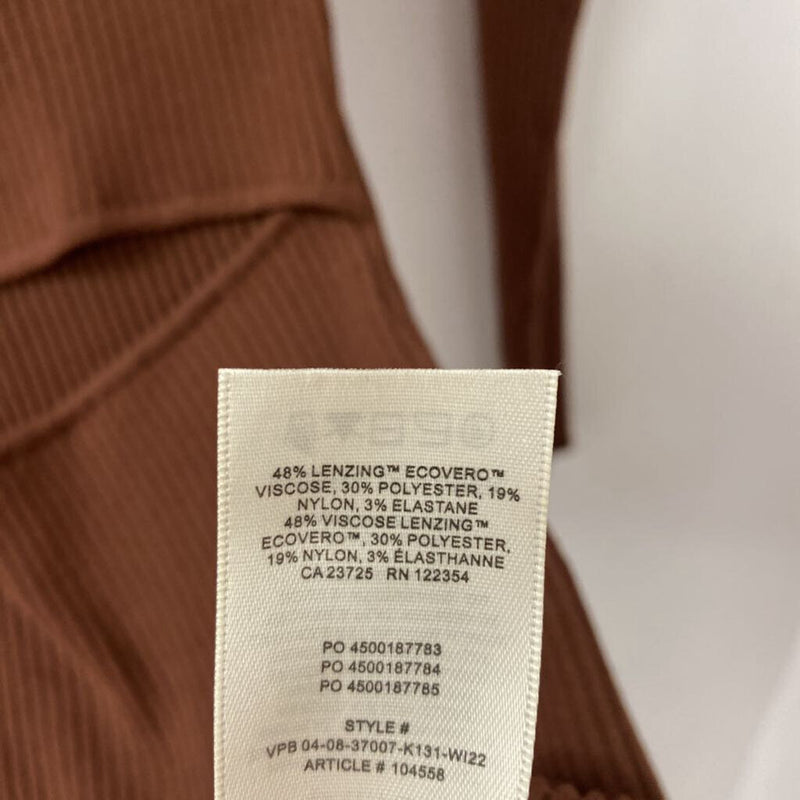 48% LENZING™ ECOVERO™
VISCOSE, 30% POLYESTER, 19%
NYLON, 3% ELASTANE
48% VISCOSE LENZING™
ECOVERO™, 30% POLYESTER,
19% NYLON, 3% ÉLASTHANNE
CA 23725 RN 122354
PO 4500187783
PO 4500187784
PO 4500187785
STYLE #
VPB 04-08-37007-K131-WI22
ARTICLE # 104558